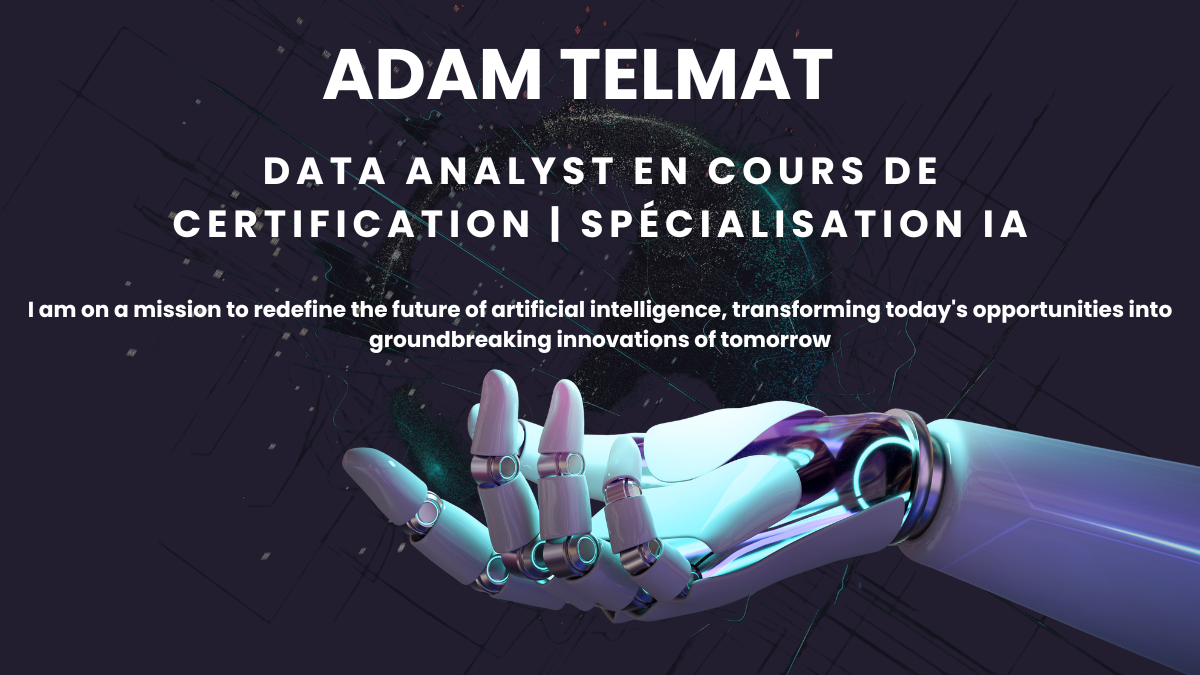 ADAM TELMAT
DATA ANALYST EN COURS DE
CERTIFICATION | SPÉCIALISATION IA
I am on a mission to redefine the future of artificial intelligence, transforming today's opportunities into
groundbreaking innovations of tomorrow